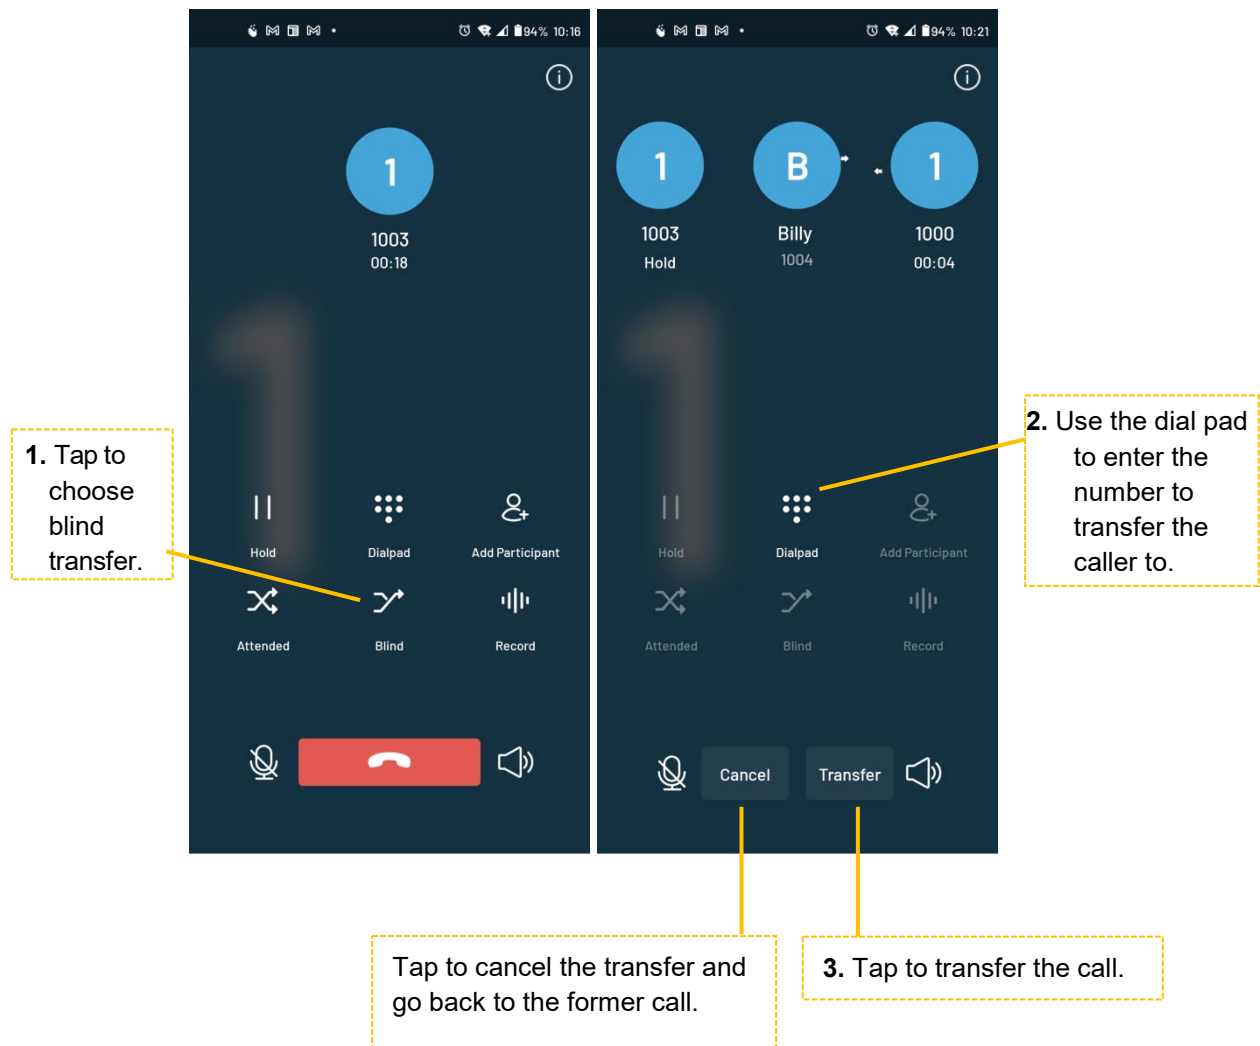 94% 10:16
1
1003
00:18
Hold
Dialpad
Add Participant
Attended
Blind
Record
94% 10:21
1
B
1
1003
Billy
1000
Hold
1004
00:04
Hold
Dialpad
Add Participant
Attended
Blind
Record
Cancel
Transfer
1. Tap to
choose
blind
transfer.
2. Use the dial pad
to enter the
number to
transfer the
caller to.
Tap to cancel the transfer and
go back to the former call.
3. Tap to transfer the call.